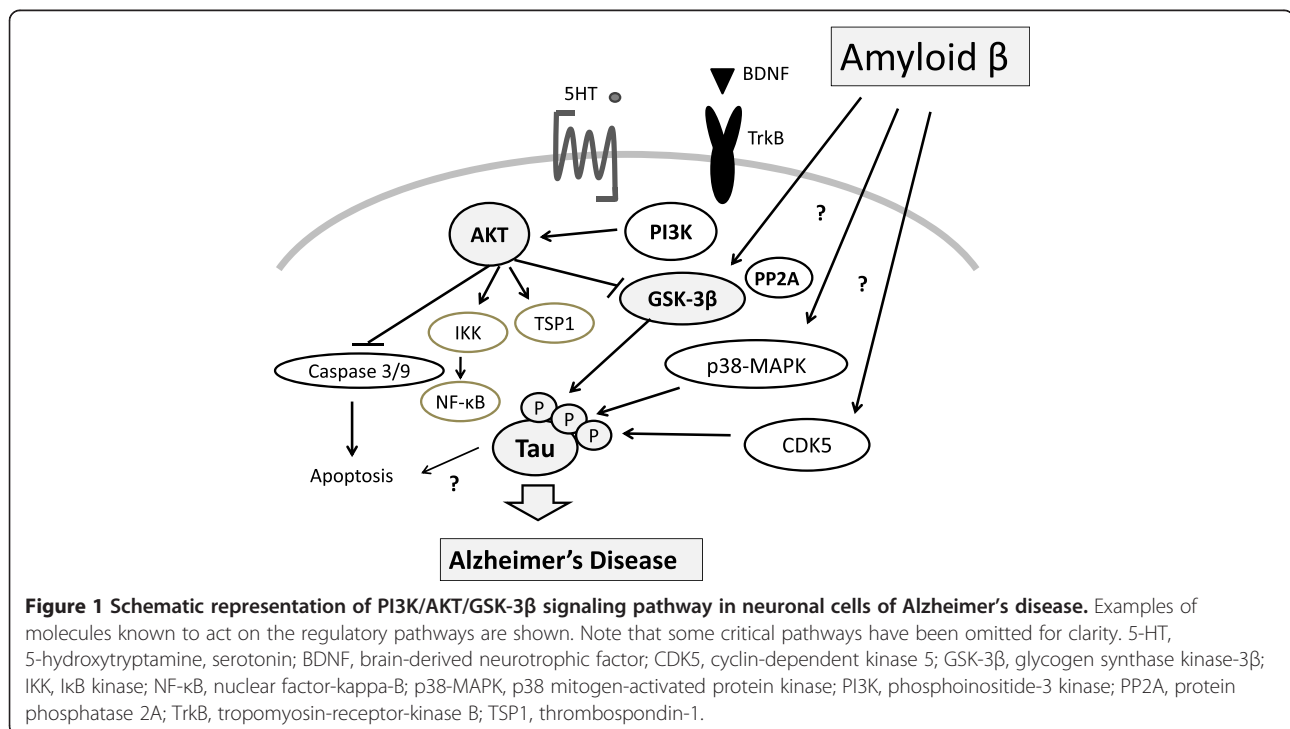 Amyloid β
BDNF
5HT
TrkB
?
AKT
PI3K
PP2A
?
GSK-3β
TSP1
IKK
p38-MAPK
Caspase 3/9
NF-κB
P
P
P
Tau
CDK5
Apoptosis
?
Alzheimer's Disease
Figure 1 Schematic representation of PI3K/AKT/GSK-3β signaling pathway in neuronal cells of Alzheimer's disease. Examples of
molecules known to act on the regulatory pathways are shown. Note that some critical pathways have been omitted for clarity. 5-HT,
5-hydroxytryptamine, serotonin; BDNF, brain-derived neurotrophic factor; CDK5, cyclin-dependent kinase 5; GSK-3β, glycogen synthase kinase-3β;
IKK, IκB kinase; NF-κB, nuclear factor-kappa-B; p38-MAPK, p38 mitogen-activated protein kinase; PI3K, phosphoinositide-3 kinase; PP2A, protein
phosphatase 2A; TrkB, tropomyosin-receptor-kinase B; TSP1, thrombospondin-1.